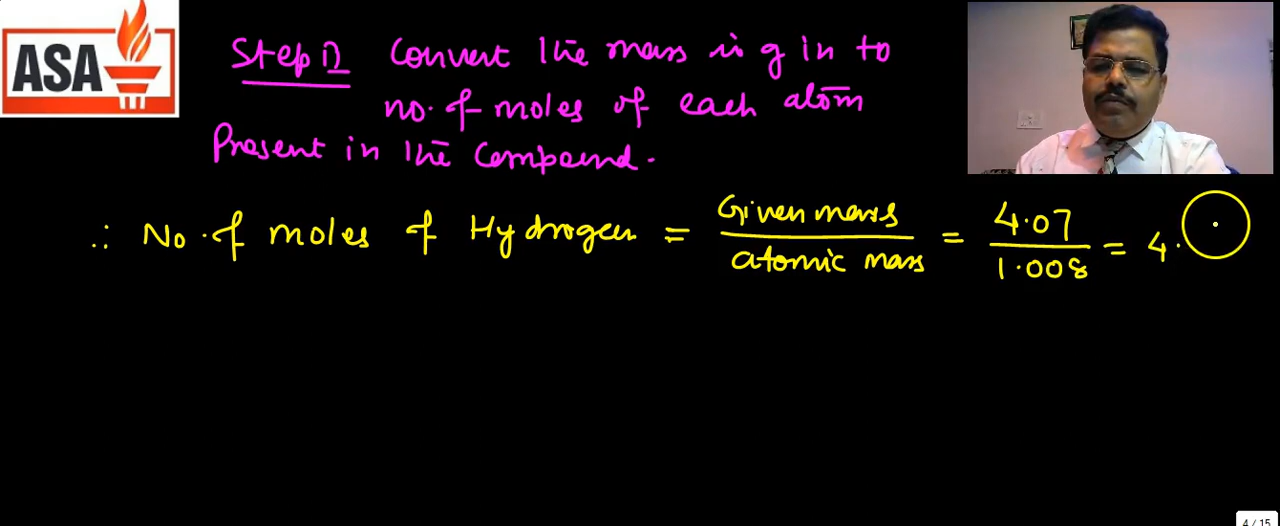 ASA
Step II Convert the mass in g in to
no. of moles of each atom
Present in the Compound.
∴ No. of moles of Hydrogen = Given mass / atomic mass = 4.07 / 1.008 = 4.
4 / 15